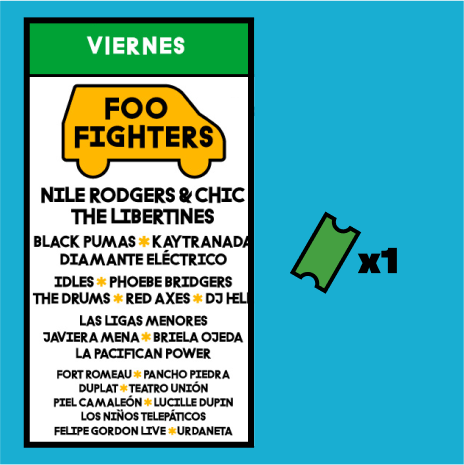 VIERNES
FOO
FIGHTERS
NILE RODGERS & CHIC
THE LIBERTINES
BLACK PUMAS * KAYTRANADA
DIAMANTE ELÉCTRICO
IDLES * PHOEBE BRIDGERS
THE DRUMS * RED AXES * DJ HEL
LAS LIGAS MENORES
JAVIERA MENA * BRIELA OJEDA
LA PACIFICAN POWER
FORT ROMEAU * PANCHO PIEDRA
DUPLAT * TEATRO UNIÓN
PIEL CAMALEÓN * LUCILLE DUPIN
LOS NIÑOS TELEPÁTICOS
FELIPE GORDON LIVE * URDANETA
x1